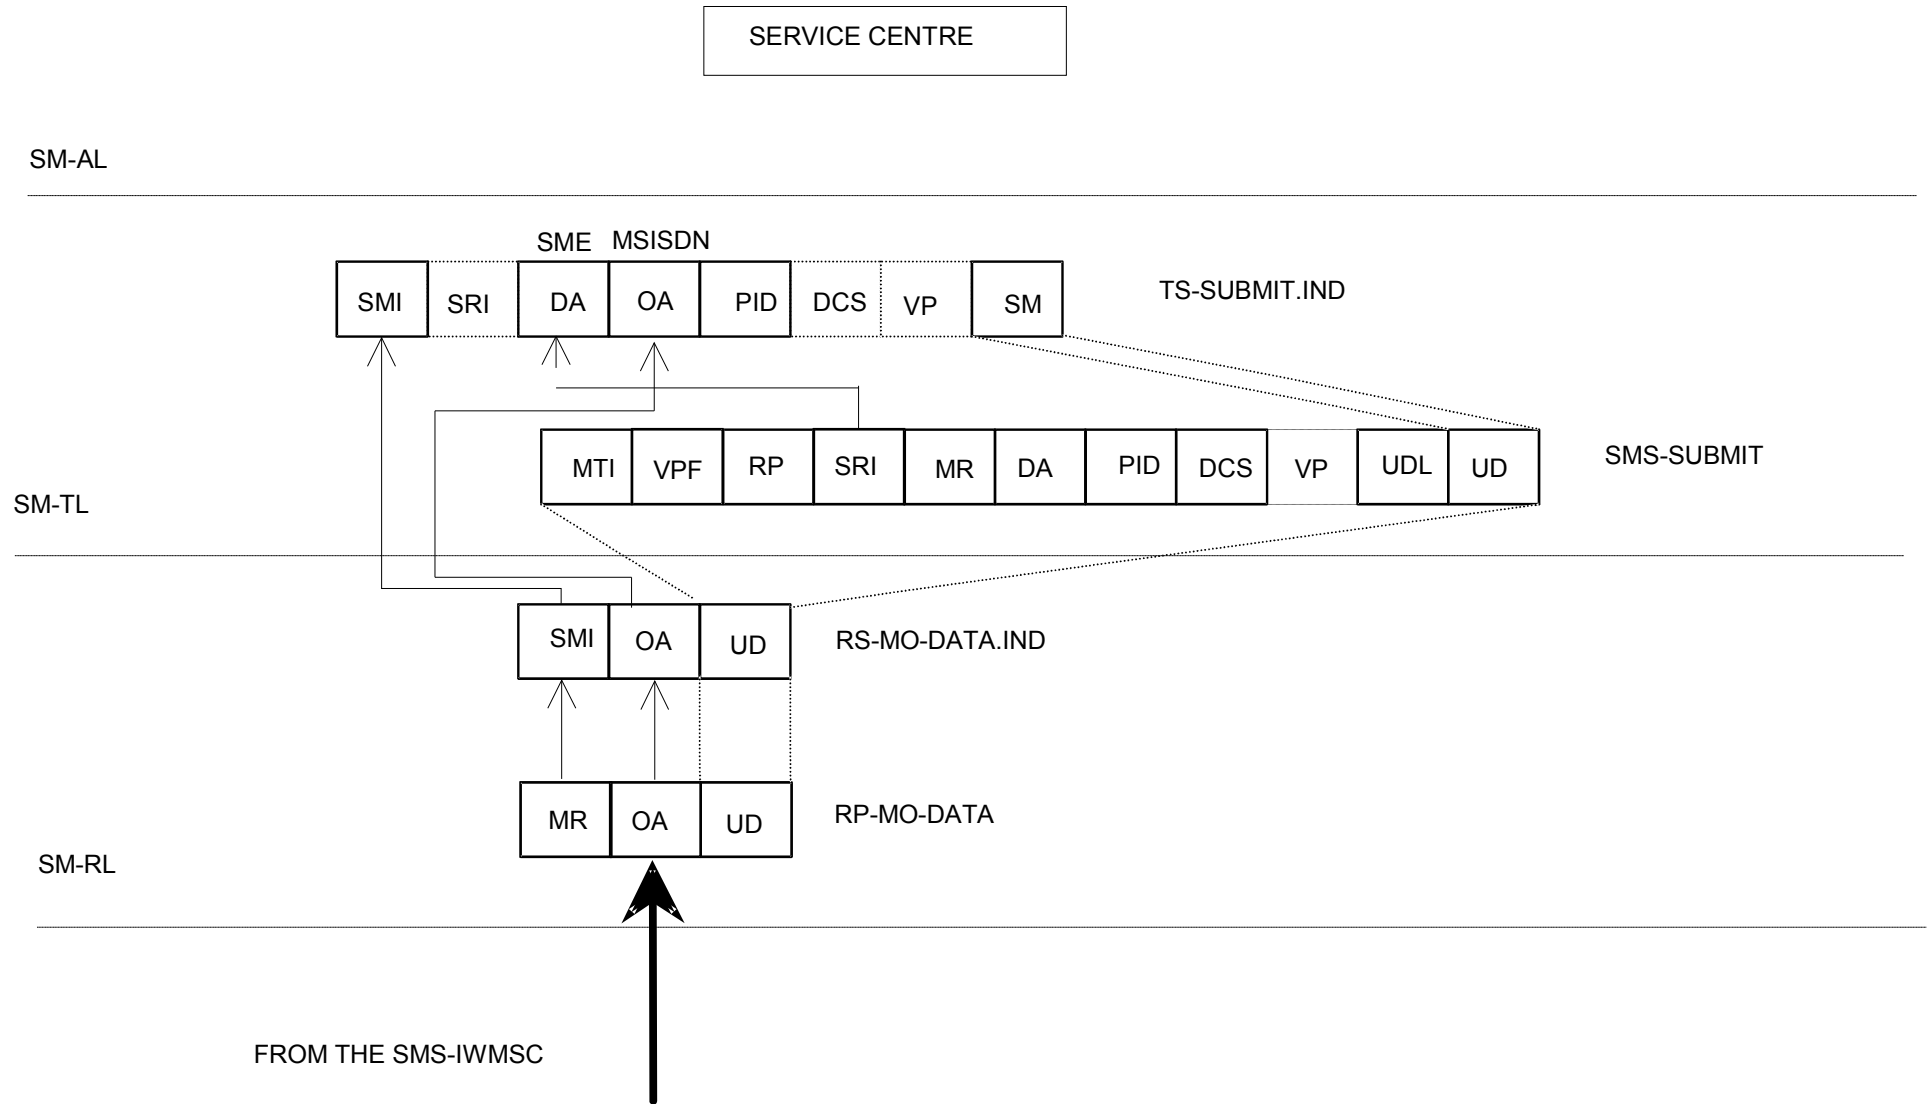 SERVICE CENTRE
SM-AL
SME MSISDN
SMI SRI DA OA PID DCS VP SM TS-SUBMIT.IND
MTI VPF RP SRI MR DA PID DCS VP UDL UD SMS-SUBMIT
SM-TL
SMI OA UD RS-MO-DATA.IND
MR OA UD RP-MO-DATA
SM-RL
FROM THE SMS-IWMSC